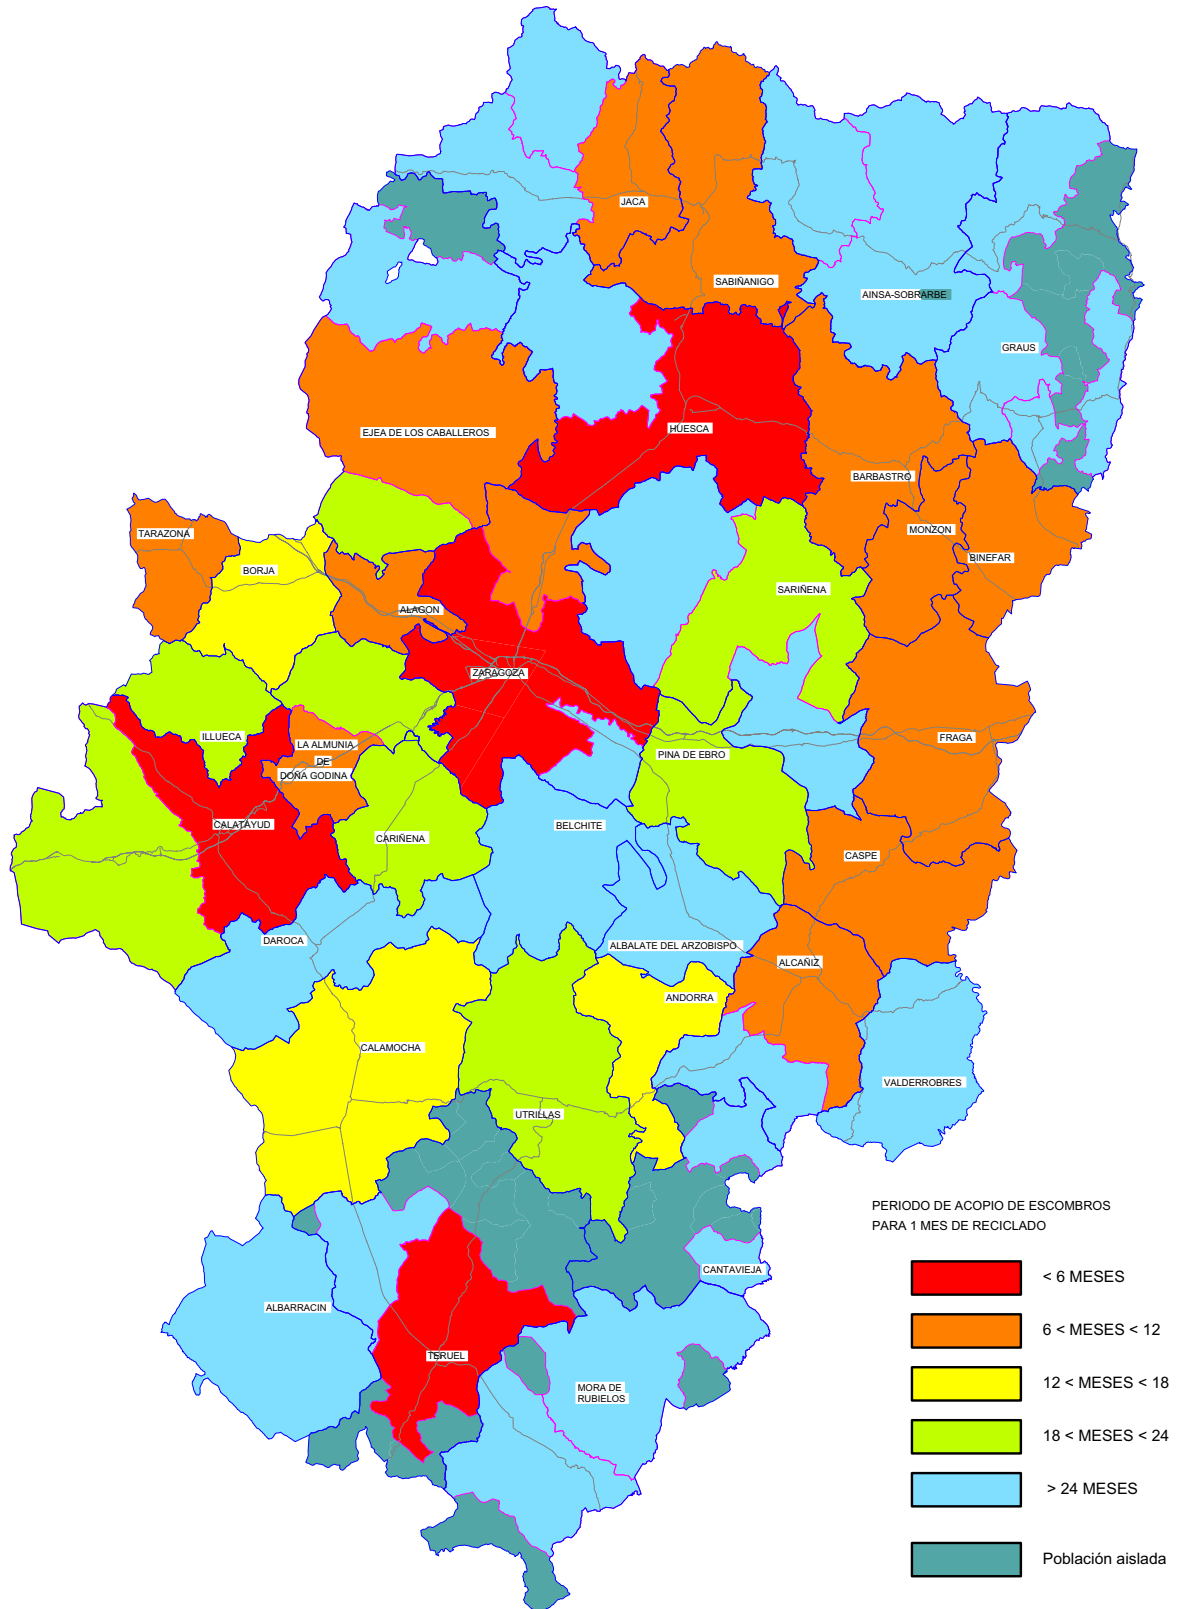 JACA
SABIÑANIGO
AINSA-SOBRARBE
GRAUS
HUESCA
EJEA DE LOS CABALLEROS
BARBASTRO
MONZON
BINEFAR
TARAZONA
BORJA
ALAGON
SARIÑENA
ZARAGOZA
ILLUECA
LA ALMUNIA
DE
DOÑA GODINA
PINA DE EBRO
FRAGA
CALATAYUD
CARIÑENA
BELCHITE
CASPE
DAROCA
ALBALATE DEL ARZOBISPO
ALCAÑIZ
ANDORRA
CALAMOCHA
VALDERROBRES
UTRILLAS
CANTAVIEJA
ALBARRACIN
TERUEL
MORA DE
RUBIELOS
PERIODO DE ACOPIO DE ESCOMBROS
PARA 1 MES DE RECICLADO
< 6 MESES
6 < MESES < 12
12 < MESES < 18
18 < MESES < 24
> 24 MESES
Población aislada